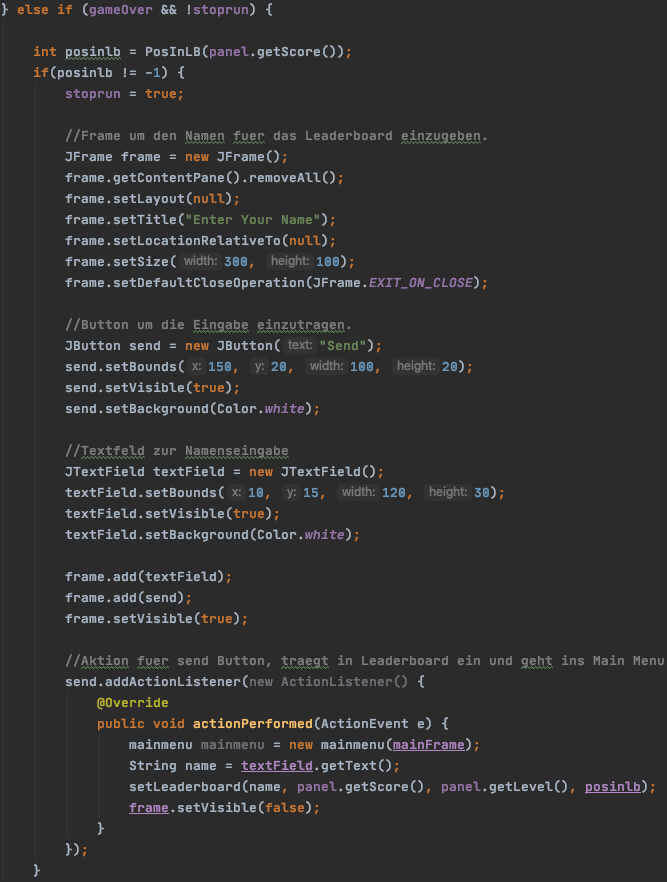 } else if (gameOver && !stoprun) {
int posinlb = PosInLB(panel.getScore());
if(posinlb != -1) {
stoprun = true;
//Frame um den Namen fuer das Leaderboard einzugeben.
JFrame frame = new JFrame();
frame.getContentPane().removeAll();
frame.setLayout(null);
frame.setTitle("Enter Your Name");
frame.setLocationRelativeTo(null);
frame.setSize( width: 300, height: 100);
frame.setDefaultCloseOperation(JFrame.EXIT_ON_CLOSE);
//Button um die Eingabe einzutragen.
JButton send = new JButton( text: "Send");
send.setBounds( x: 150, y: 20, width: 100, height: 20);
send.setVisible(true);
send.setBackground(Color.white);
//Textfeld zur Namenseingabe
JTextField textField = new JTextField();
textField.setBounds( x: 10, y: 15, width: 120, height: 30);
textField.setVisible(true);
textField.setBackground(Color.white);
frame.add(textField);
frame.add(send);
frame.setVisible(true);
//Aktion fuer send Button, traegt in Leaderboard ein und geht ins Main Menu
send.addActionListener(new ActionListener() {
@Override
public void actionPerformed(ActionEvent e) {
mainmenu mainmenu = new mainmenu(mainFrame);
String name = textField.getText();
setLeaderboard(name, panel.getScore(), panel.getLevel(), posinlb);
frame.setVisible(false);
}
});
}